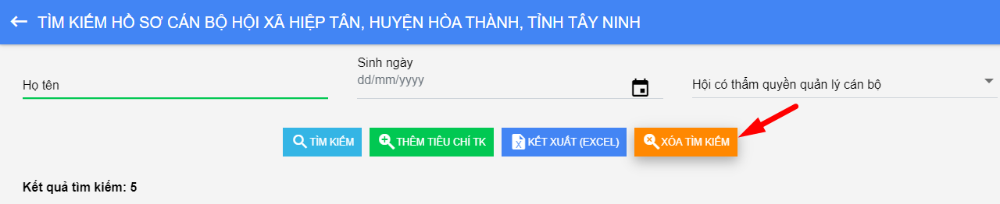 TÌM KIẾM HỒ SƠ CÁN BỘ HỘI XÃ HIỆP TÂN, HUYỆN HÒA THÀNH, TỈNH TÂY NINH
Họ tên
Sinh ngày
dd/mm/yyyy
Hội có thẩm quyền quản lý cán bộ
TÌM KIẾM
THÊM TIÊU CHÍ TK
KẾT XUẤT (EXCEL)
XÓA TÌM KIẾM
Kết quả tìm kiếm: 5